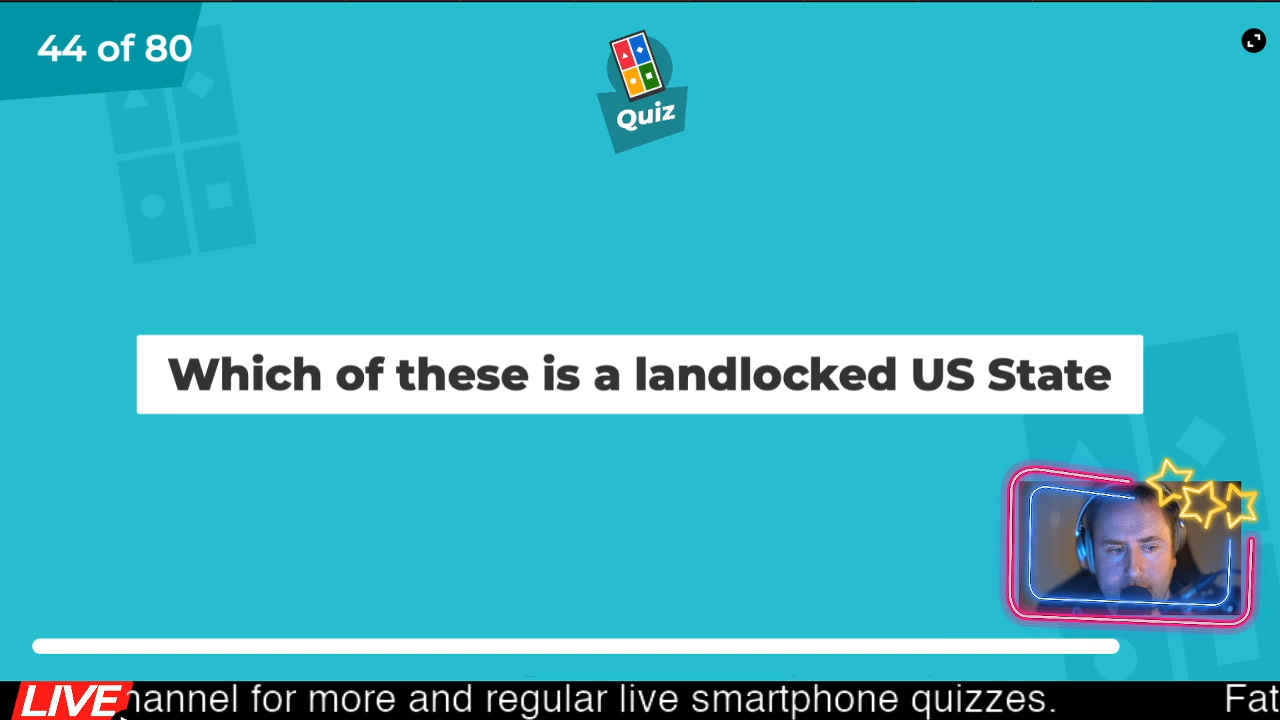 44 of 80
Quiz
Which of these is a landlocked US State
LIVE hannel for more and regular live smartphone quizzes. Fat